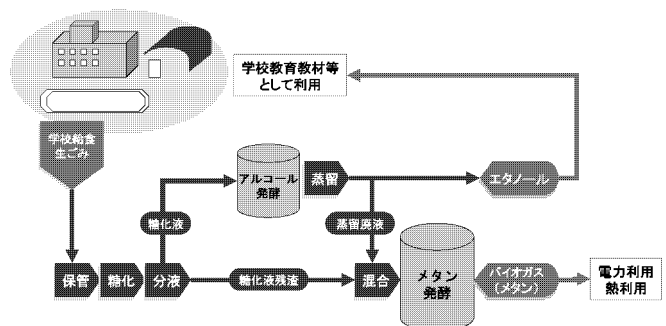 学校教育教材等
として利用
学校給食
生ごみ
アルコール
発酵
蒸留
エタノール
糖化液
蒸留廃液
保管
糖化
分液
糖化液残渣
混合
メタン
発酵
バイオガス
(メタン)
電力利用
熱利用